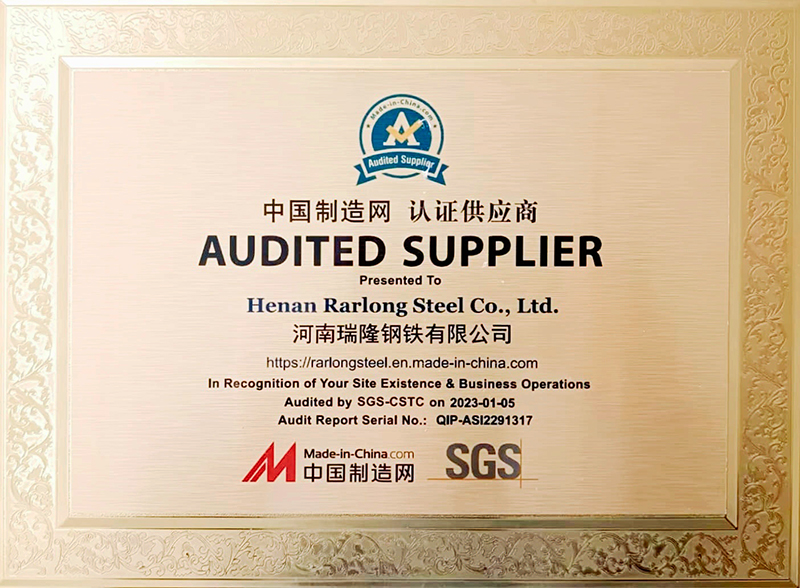 Made-in-China.com
A
Audited Supplier
中国制造网 认证供应商
AUDITED SUPPLIER
Presented To
Henan Rarlong Steel Co., Ltd.
河南瑞隆钢铁有限公司
https://rarlongsteel.en.made-in-china.com
In Recognition of Your Site Existence & Business Operations
Audited by SGS-CSTC on 2023-01-05
Audit Report Serial No.: QIP-ASI2291317
Made-in-China.com
中国制造网
SGS